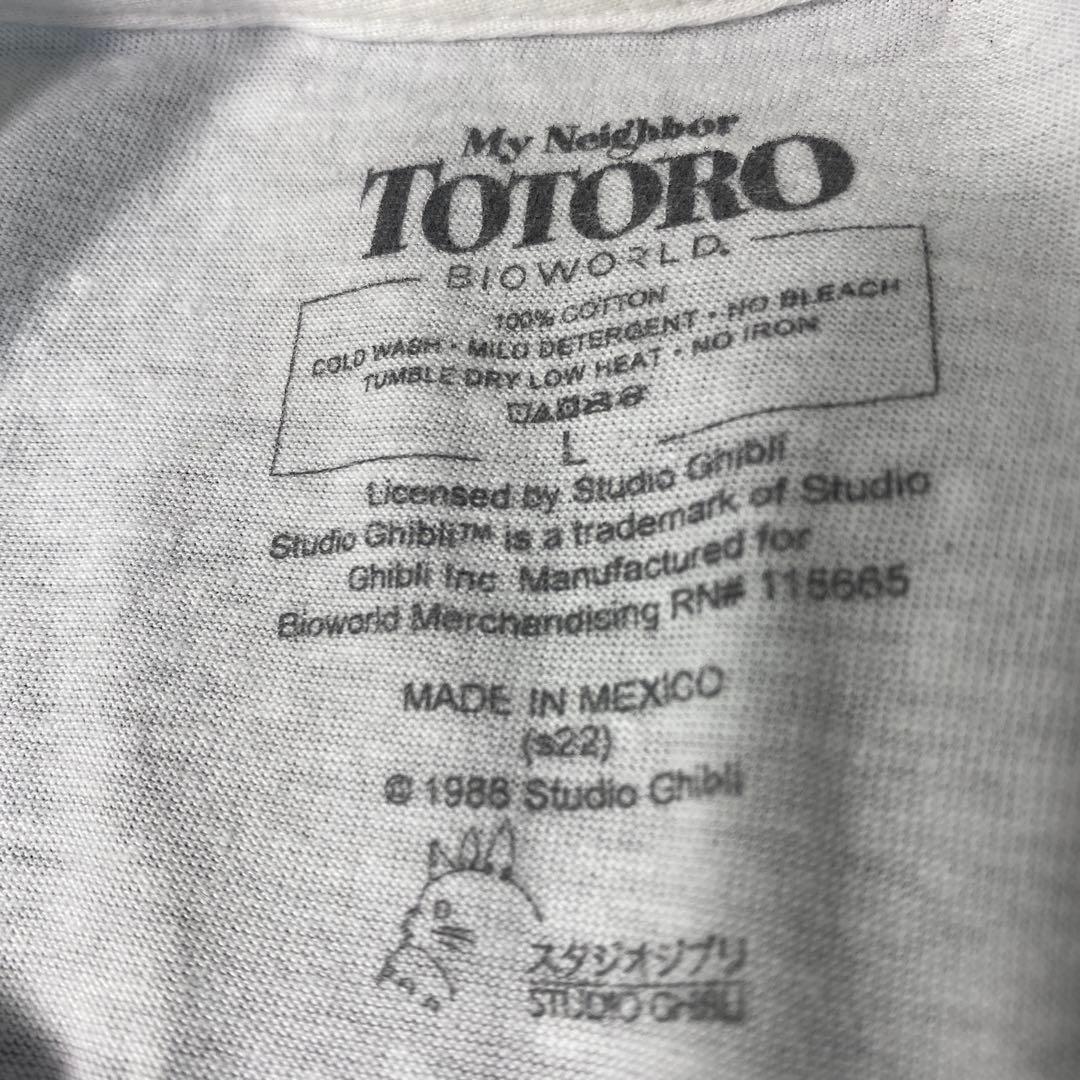 My Neighbor
TOTORO
BIOWORLD®
100% COTTON
COLD WASH • MILD DETERGENT • NO BLEACH
TUMBLE DRY LOW HEAT • NO IRON
L
Licensed by Studio Ghibli
Studio Ghibli™ is a trademark of Studio
Ghibli Inc. Manufactured for
Bioworld Merchandising RN# 115665
MADE IN MEXICO
(s22)
© 1988 Studio Ghibli
スタジオジブリ
STUDIO GHIBLI